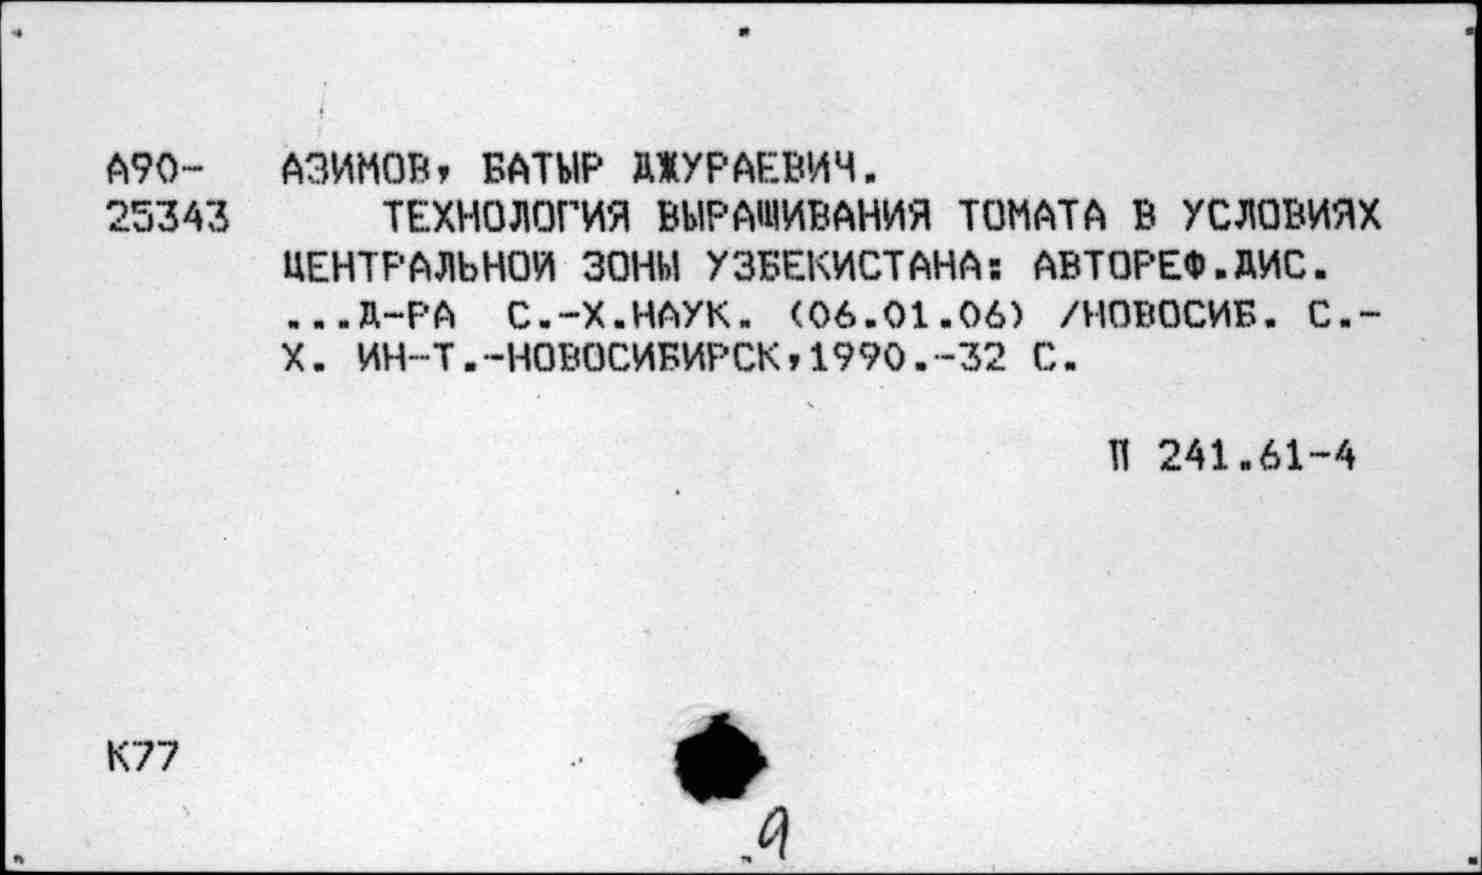 А90- АЗИМОВ, БАТЫР ДЖУРАЕВИЧ.
25343 ТЕХНОЛОГИЯ ВЫРАЩИВАНИЯ ТОМАТА В УСЛОВИЯХ
ЦЕНТРАЛЬНОЙ ЗОНЫ УЗБЕКИСТАНА: АВТОРЕФ.ДИС.
...Д-РА С.-Х.НАУК. (06.01.06) /НОВОСИБ. С.-
Х. ИН-Т.-НОВОСИБИРСК,1990.-32 С.
П 241.61-4
К77